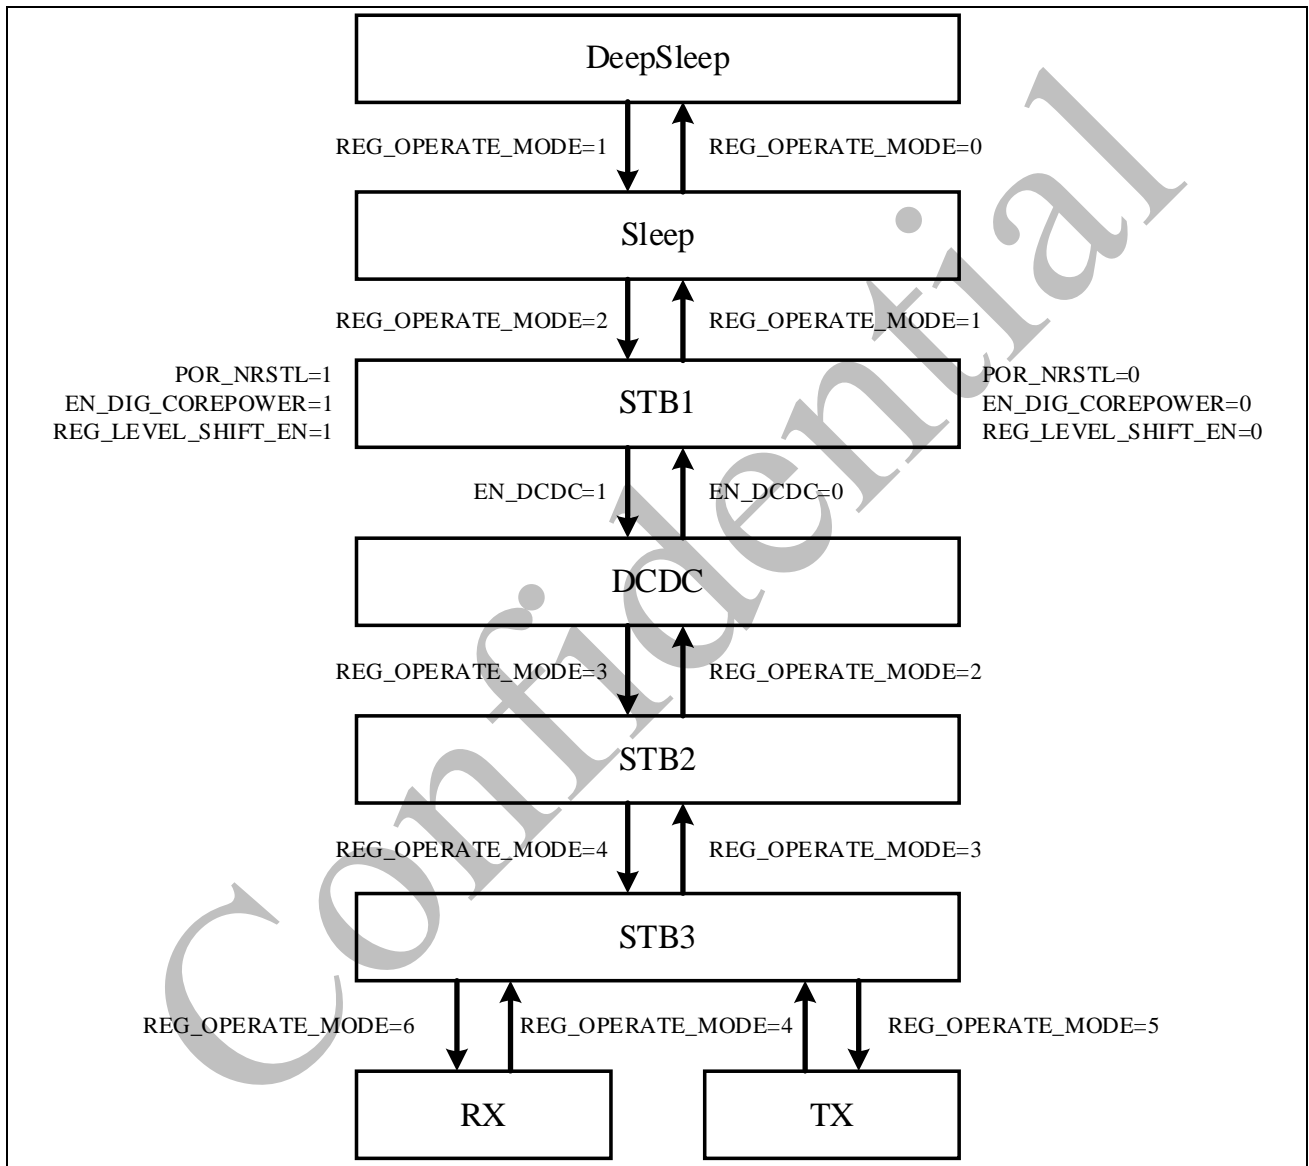 DeepSleep
REG_OPERATE_MODE=1
REG_OPERATE_MODE=0
Sleep
REG_OPERATE_MODE=2
REG_OPERATE_MODE=1
POR_NRSTL=1
EN_DIG_COREPOWER=1
REG_LEVEL_SHIFT_EN=1
STB1
POR_NRSTL=0
EN_DIG_COREPOWER=0
REG_LEVEL_SHIFT_EN=0
EN_DCDC=1
EN_DCDC=0
DCDC
REG_OPERATE_MODE=3
REG_OPERATE_MODE=2
STB2
REG_OPERATE_MODE=4
REG_OPERATE_MODE=3
STB3
REG_OPERATE_MODE=6
REG_OPERATE_MODE=4
REG_OPERATE_MODE=5
RX
TX
Confidential